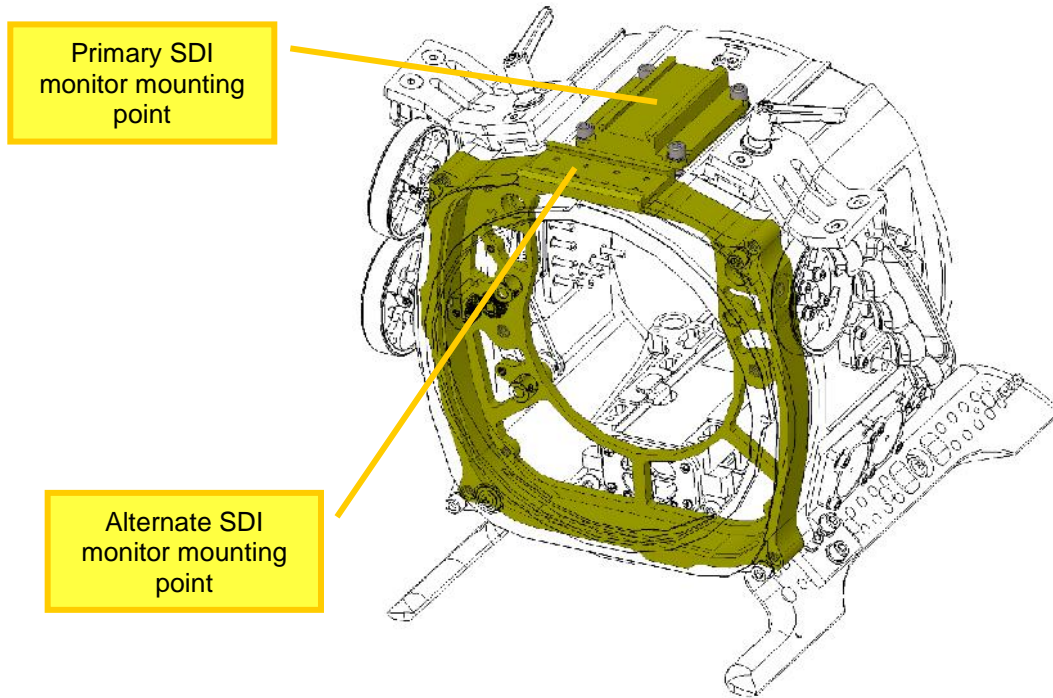 Primary SDI
monitor mounting
point
Alternate SDI
monitor mounting
point